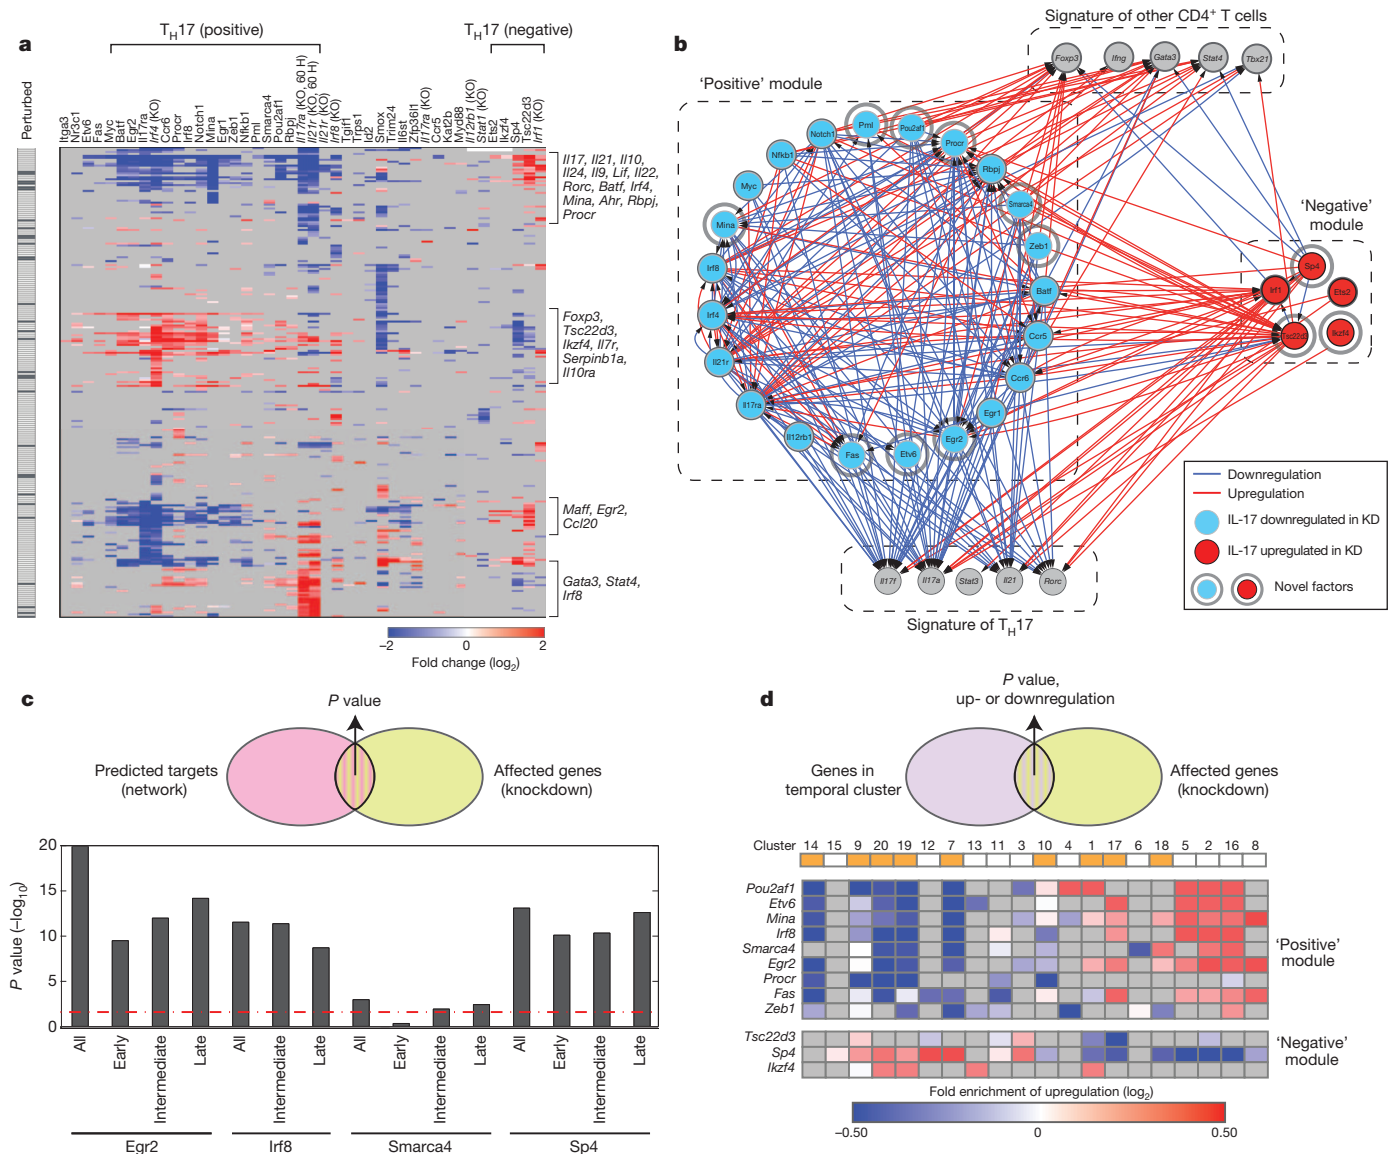 a
T_H17 (positive)
T_H17 (negative)
Perturbed
Itga3
Nr3c1
Etv6
Fas
Myc
Batf
Egr2
Il17ra
Irf4 (KO)
Ccr6
Procr
Irf8
Notch1
Mina
Egr1
Zeb1
Nfkb1
Pml
Smarca4
Pou2af1
Rbpj
Il17a (KO, 60 H)
Il21r (KO, 60 H)
Il21r (KO)
Irf8 (KO)
Tgif1
Trps1
Id2
Smox
Trim24
Il6st
Zfp36l1
Il17a (KO)
Ccr5
Kat2b
Myd88
Il12rb1 (KO)
Stat1 (KO)
Ets2
Ikzf4
Sp4
Tsc22d3
Irf1 (KO)
Il17, Il21, Il10,
Il24, Il9, Lif, Il22,
Rorc, Batf, Irf4,
Mina, Ahr, Rbpj,
Procr
Foxp3,
Tsc22d3,
Ikzf4, Il7r,
Serpinb1a,
Il10ra
Maff, Egr2,
Ccl20
Gata3, Stat4,
Irf8
−2 0 2
Fold change (log2)
b
Signature of other CD4+ T cells
Foxp3
Ifng
Gata3
Stat4
Tbx21
'Positive' module
Notch1
Pml
Pou2af1
Procr
Nfkb1
Rbpj
Myc
Smarca4
Mina
Zeb1
Irf8
Batf
Irf4
Ccr5
Il21r
Ccr6
Il17ra
Egr1
Il12rb1
Egr2
Fas
Etv6
'Negative'
module
Sp4
Irf1
Ets2
Tsc22d3
Ikzf4
Il17f
Il17a
Stat3
Il21
Rorc
Signature of T_H17
Downregulation
Upregulation
IL-17 downregulated in KD
IL-17 upregulated in KD
Novel factors
c
P value
Predicted targets
(network)
Affected genes
(knockdown)
P value (−log10)
20
15
10
5
0
All
Early
Intermediate
Late
All
Intermediate
Late
All
Early
Intermediate
Late
All
Early
Intermediate
Late
Egr2
Irf8
Smarca4
Sp4
d
P value,
up- or downregulation
Genes in
temporal cluster
Affected genes
(knockdown)
Cluster 14 15 9 20 19 12 7 13 11 3 10 4 1 17 6 18 5 2 16 8
Pou2af1
Etv6
Mina
Irf8
Smarca4
Egr2
Procr
Fas
Zeb1
'Positive'
module
Tsc22d3
Sp4
Ikzf4
'Negative'
module
Fold enrichment of upregulation (log2)
−0.50 0 0.50